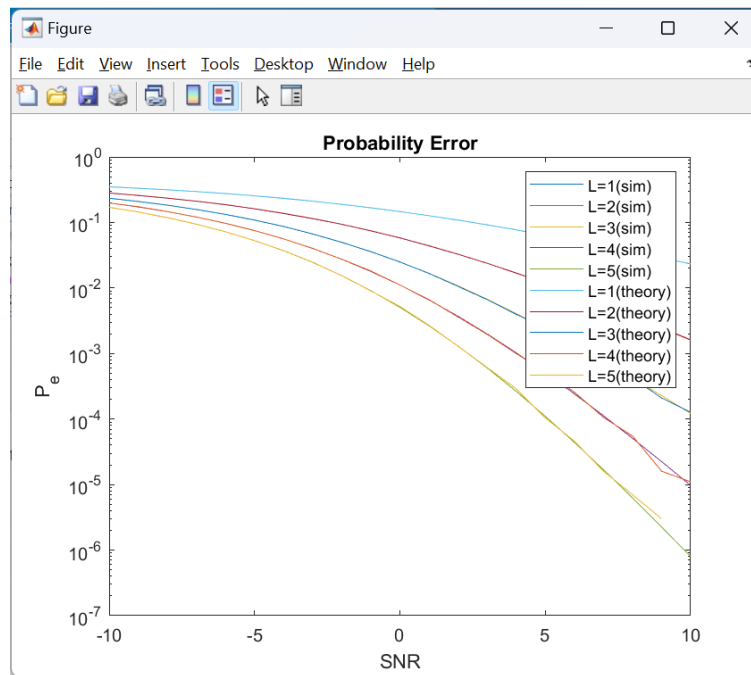 Figure
File Edit View Insert Tools Desktop Window Help
Probability Error
10^0
10^-1
10^-2
10^-3
10^-4
10^-5
10^-6
10^-7
P_e
L=1(sim)
L=2(sim)
L=3(sim)
L=4(sim)
L=5(sim)
L=1(theory)
L=2(theory)
L=3(theory)
L=4(theory)
L=5(theory)
-10 -5 0 5 10
SNR